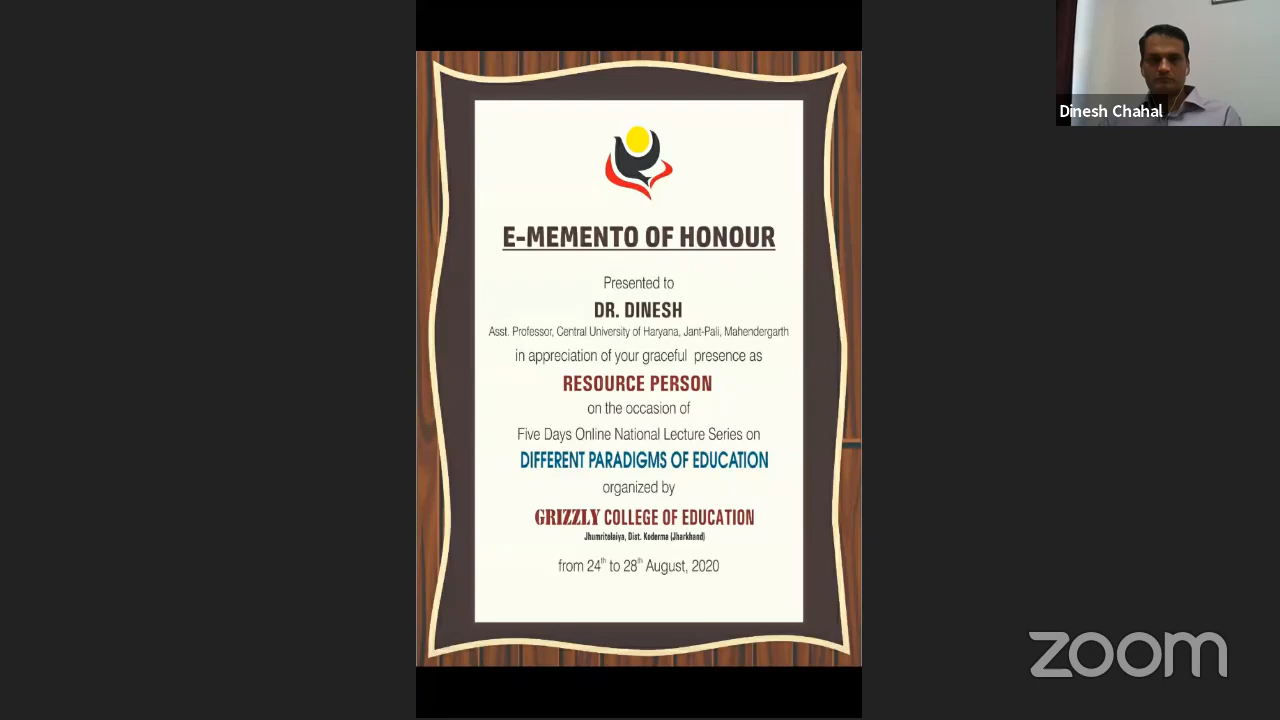 E-MEMENTO OF HONOUR
Presented to
DR. DINESH
Asst. Professor, Central University of Haryana, Jant-Pali, Mahendergarth
in appreciation of your graceful presence as
RESOURCE PERSON
on the occasion of
Five Days Online National Lecture Series on
DIFFERENT PARADIGMS OF EDUCATION
organized by
GRIZZLY COLLEGE OF EDUCATION
Jhumritelaiya, Dist. Koderma (Jharkhand)
from 24th to 28th August, 2020
Dinesh Chahal
zoom